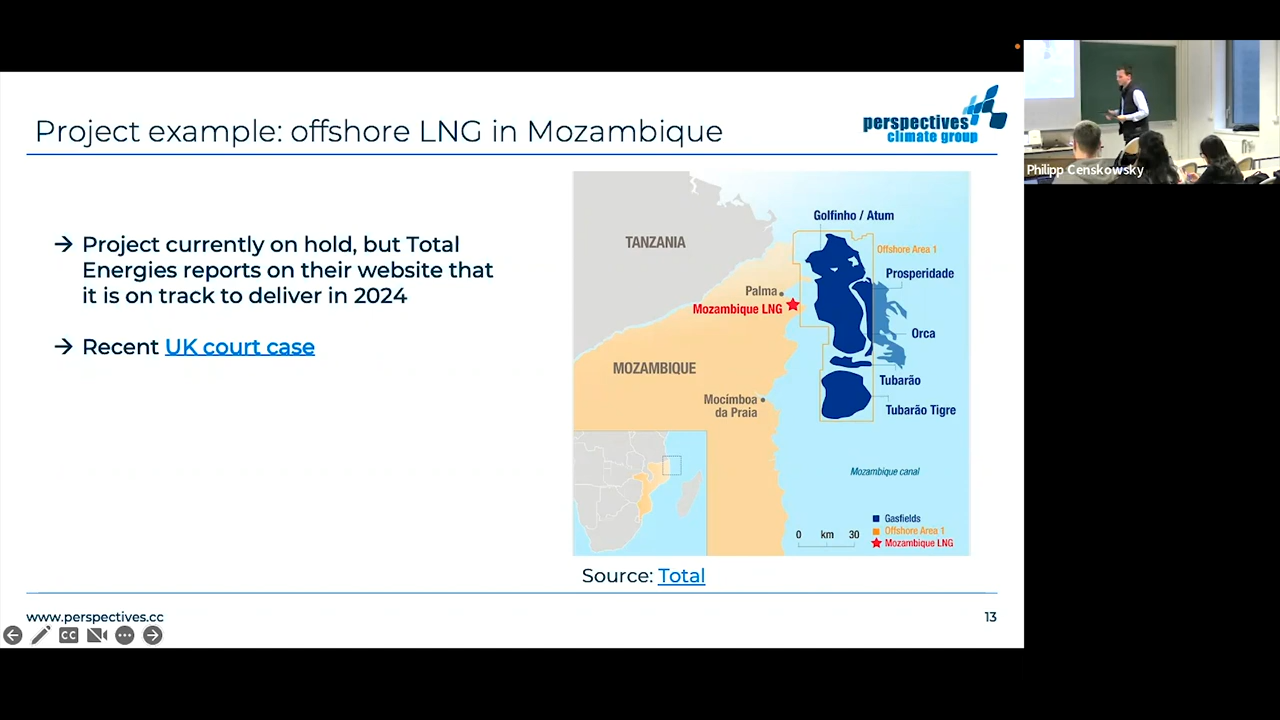 Project example: offshore LNG in Mozambique
perspectives
climate group
Philipp Censkowsky
→ Project currently on hold, but Total
Energies reports on their website that
it is on track to deliver in 2024
→ Recent UK court case
TANZANIA
Golfinho / Atum
Offshore Area 1
Prosperidade
Palma
Mozambique LNG
Orca
MOZAMBIQUE
Tubarão
Mocímboa
da Praia
Tubarão Tigre
Mozambique canal
0 km 30
Gasfields
Offshore Area 1
Mozambique LNG
Source: Total
www.perspectives.cc
13
CC